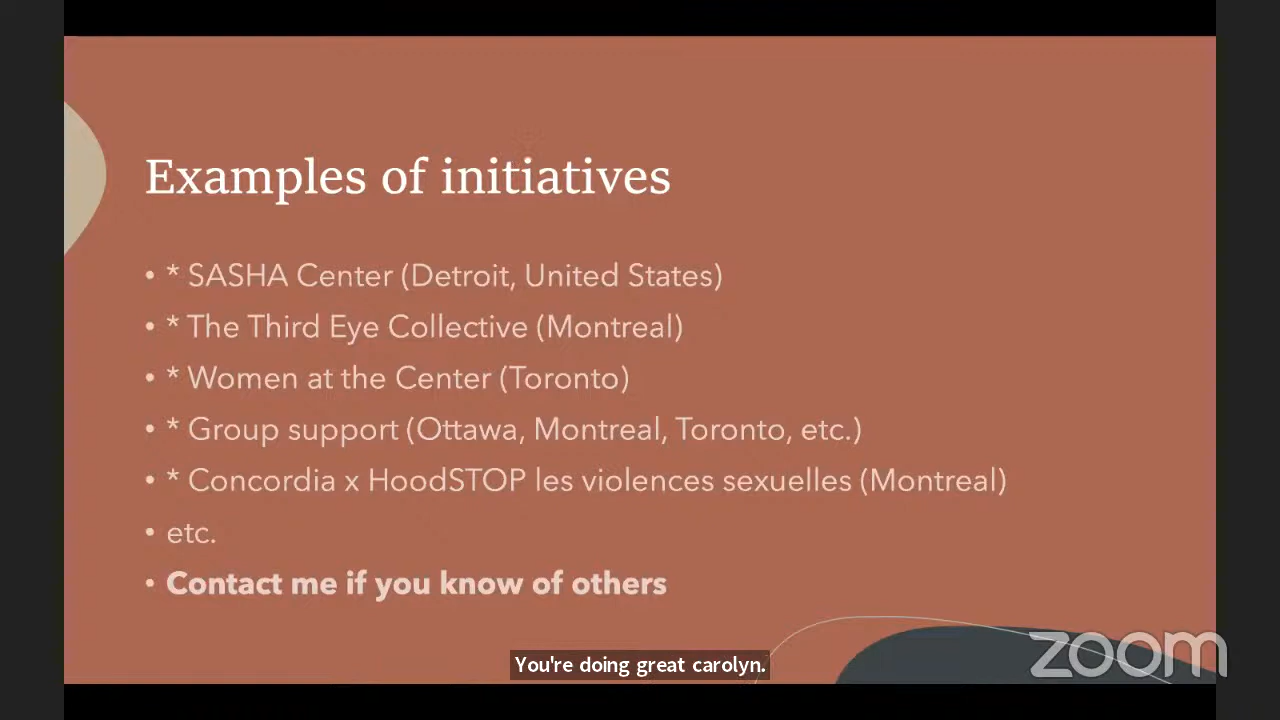 Examples of initiatives
• * SASHA Center (Detroit, United States)
• * The Third Eye Collective (Montreal)
• * Women at the Center (Toronto)
• * Group support (Ottawa, Montreal, Toronto, etc.)
• * Concordia x HoodSTOP les violences sexuelles (Montreal)
• etc.
• Contact me if you know of others
You're doing great carolyn.
zoom